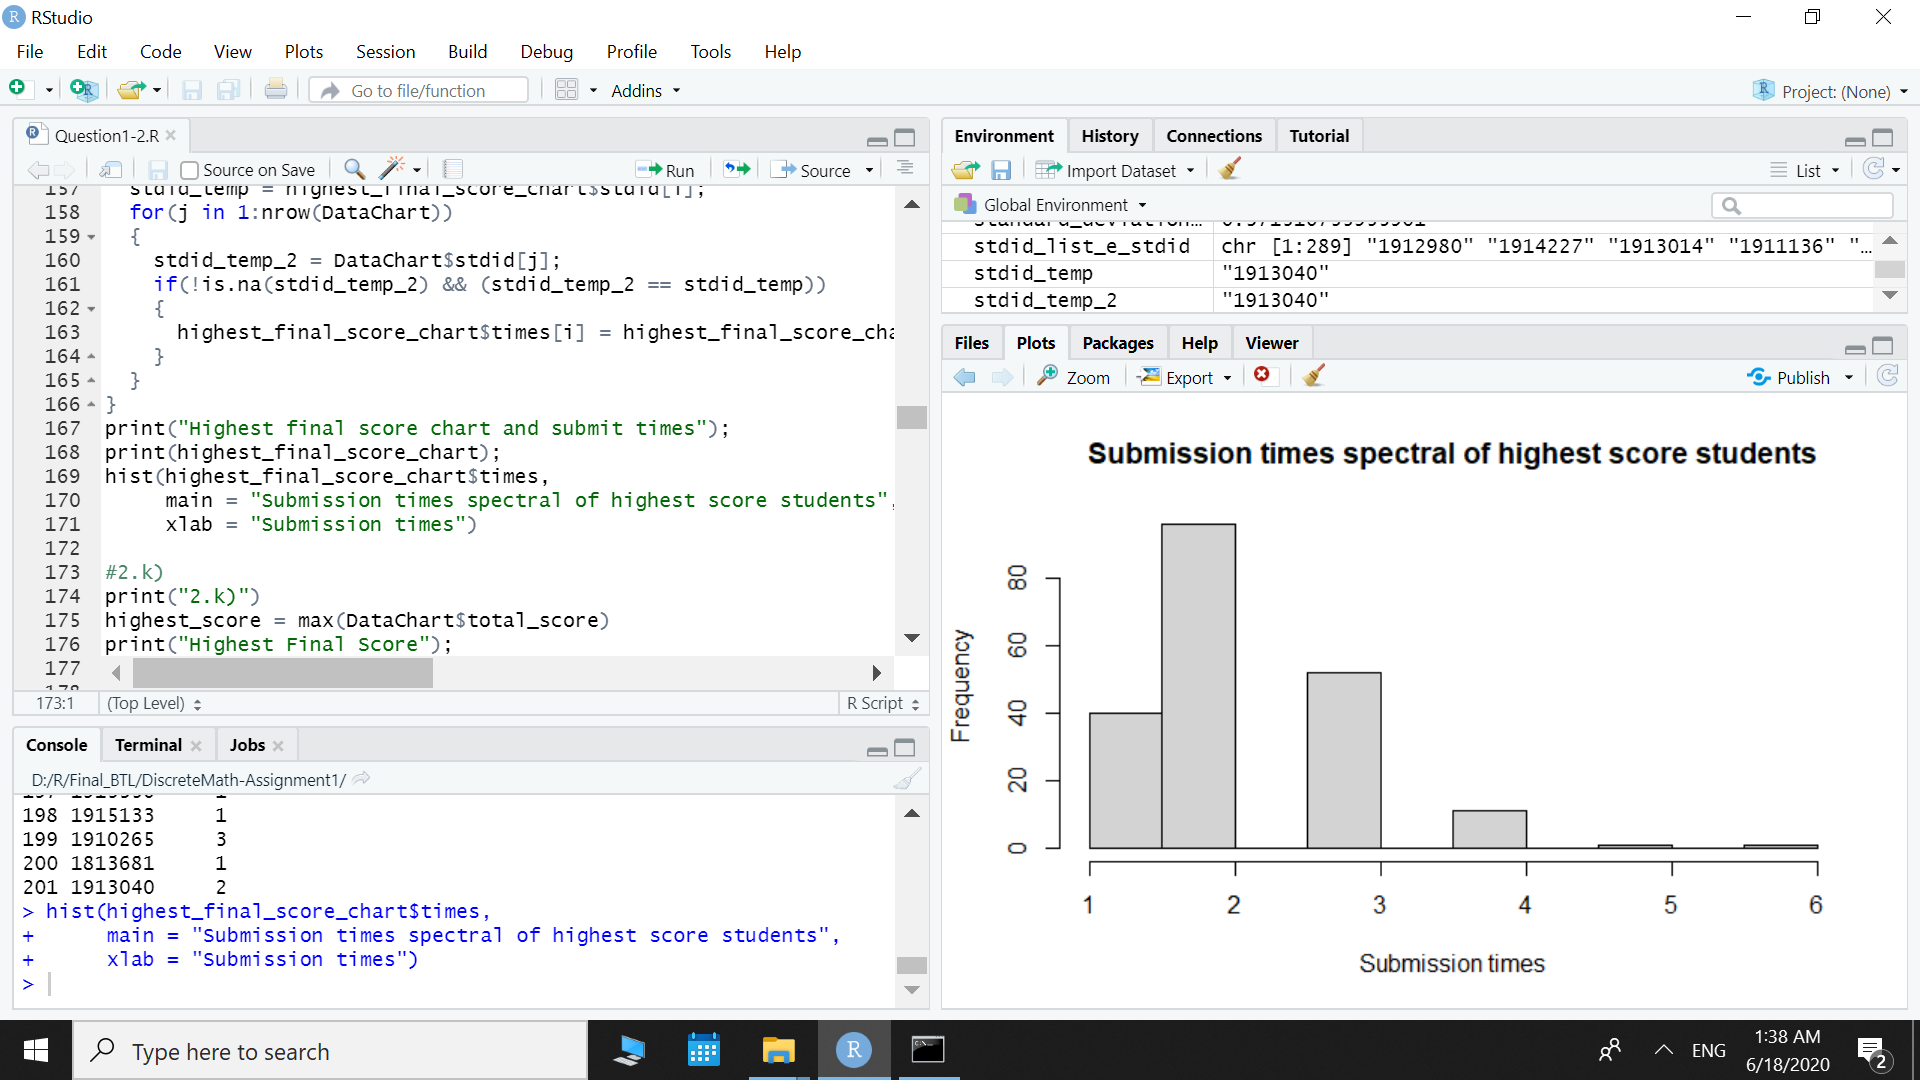 RStudio
File Edit Code View Plots Session Build Debug Profile Tools Help
Go to file/function Addins Project: (None)
Question1-2.R
Source on Save Run Source
157 stdid_temp = highest_final_score_chart$stdid[i];
158 for(j in 1:nrow(DataChart))
159 {
160 stdid_temp_2 = DataChart$stdid[j];
161 if(!is.na(stdid_temp_2) && (stdid_temp_2 == stdid_temp))
162 {
163 highest_final_score_chart$times[i] = highest_final_score_cha
164 }
165 }
166 }
167 print("Highest final score chart and submit times");
168 print(highest_final_score_chart);
169 hist(highest_final_score_chart$times,
170 main = "Submission times spectral of highest score students",
171 xlab = "Submission times")
172
173 #2.k)
174 print("2.k)")
175 highest_score = max(DataChart$total_score)
176 print("Highest Final Score");
177
178
173:1 (Top Level) R Script
Console Terminal Jobs
D:/R/Final_BTL/DiscreteMath-Assignment1/
198 1915133 1
199 1910265 3
200 1813681 1
201 1913040 2
> hist(highest_final_score_chart$times,
+ main = "Submission times spectral of highest score students",
+ xlab = "Submission times")
>
Environment History Connections Tutorial
Import Dataset List
Global Environment
stdid_list_e_stdid chr [1:289] "1912980" "1914227" "1913014" "1911136" "…
stdid_temp "1913040"
stdid_temp_2 "1913040"
Files Plots Packages Help Viewer
Zoom Export Publish
Submission times spectral of highest score students
Frequency
80
60
40
20
0
1 2 3 4 5 6
Submission times
Type here to search
ENG
1:38 AM
6/18/2020
2